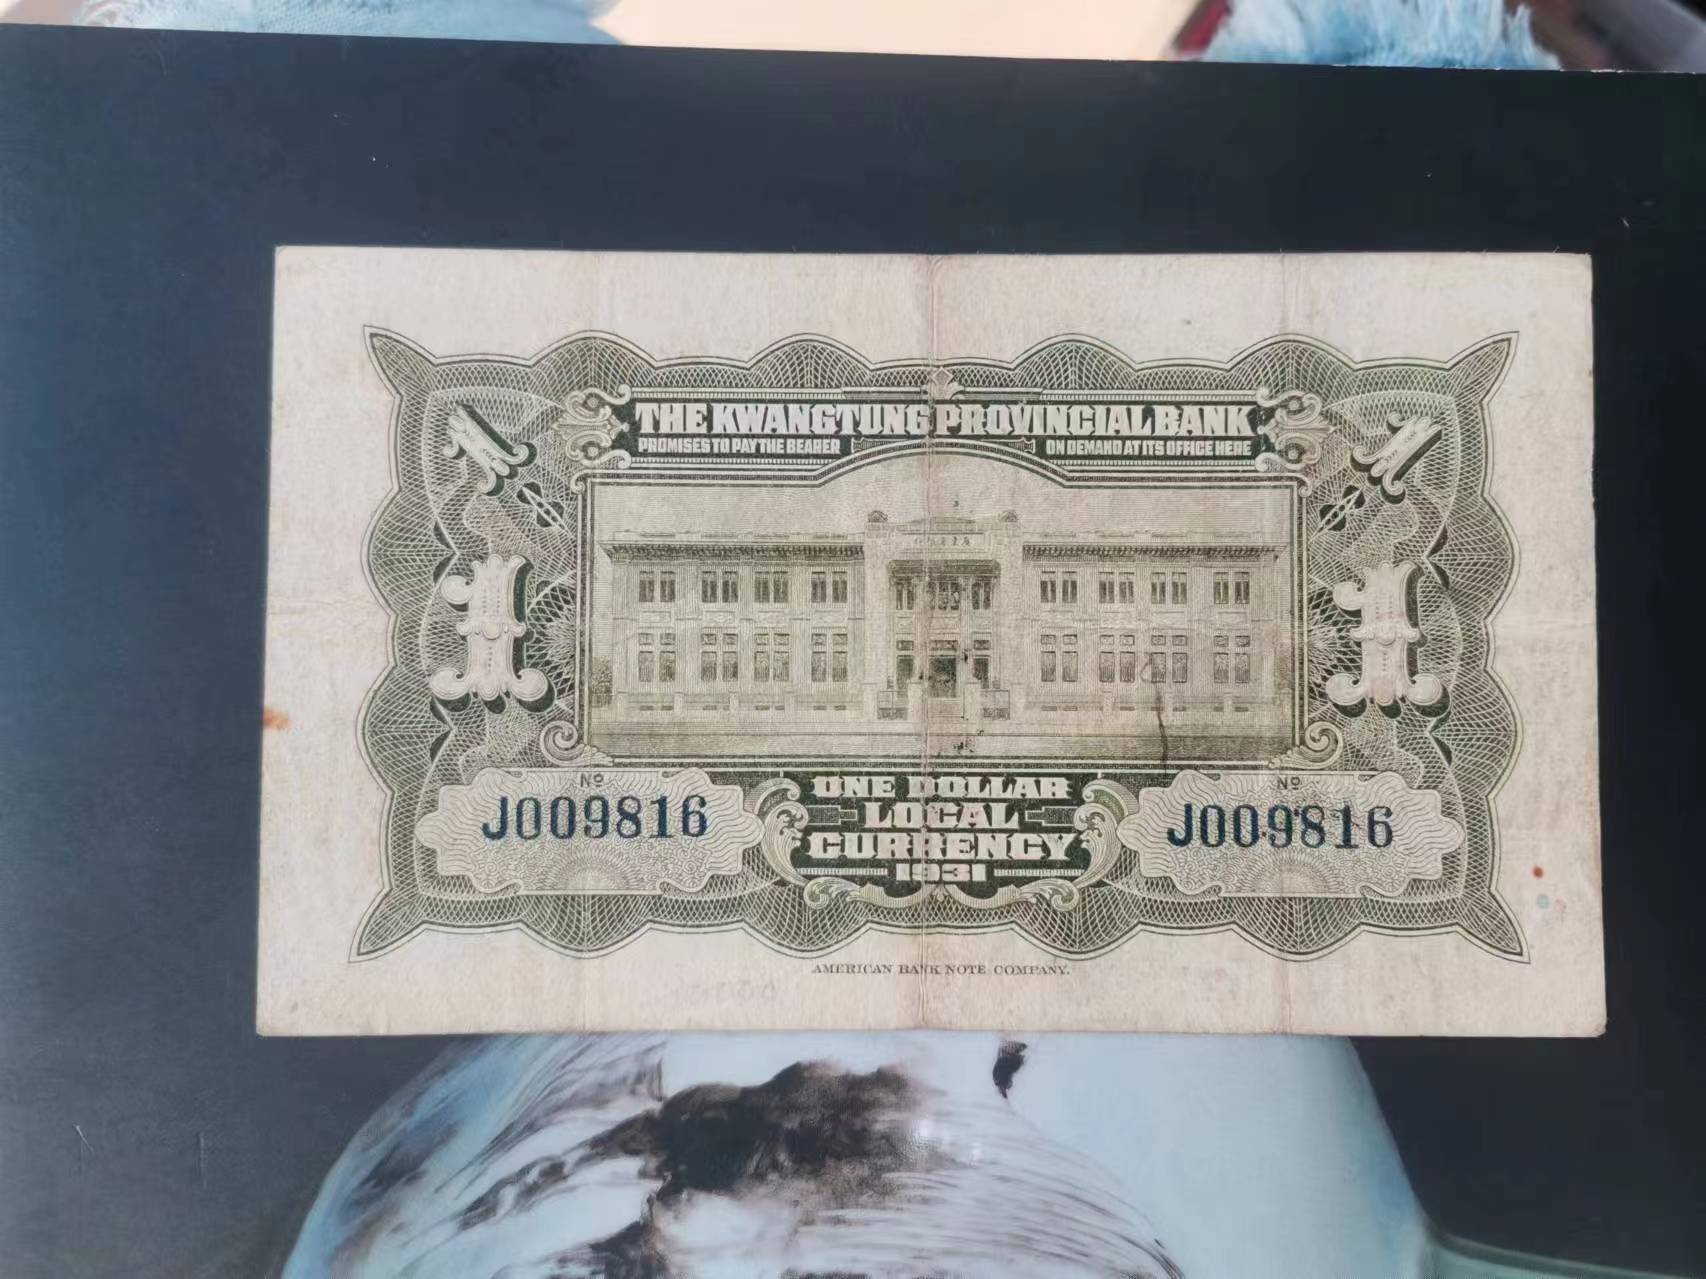 THE KWANGTUNG PROVINCIAL BANK
PROMISES TO PAY THE BEARER ON DEMAND AT ITS OFFICE HERE
1 1
1 1
No No
J009816 J009816
ONE DOLLAR
LOCAL
CURRENCY
1931
AMERICAN BANK NOTE COMPANY.